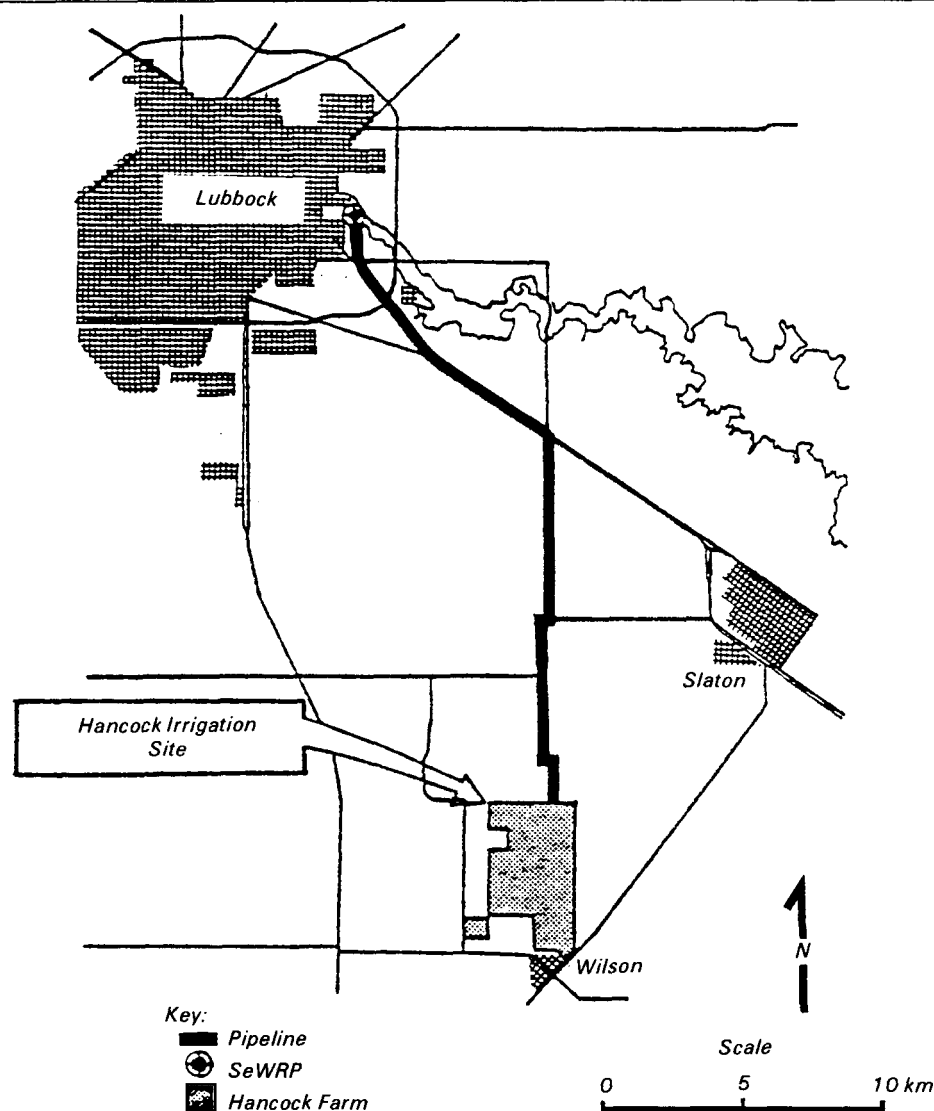 Lubbock
Slaton
Hancock Irrigation
Site
Wilson
N
Key:
Pipeline
SeWRP
Hancock Farm
Scale
0 5 10 km